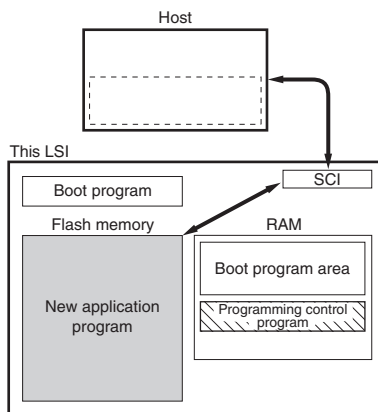 Host
This LSI
SCI
Boot program
Flash memory
RAM
New application
program
Boot program area
Programming control
program